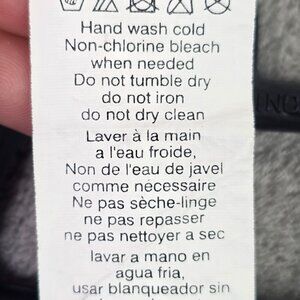 Hand wash cold
Non-chlorine bleach
when needed
Do not tumble dry
do not iron
do not dry clean
Laver à la main
a l'eau froide,
Non de l'eau de javel
comme nécessaire
Ne pas sèche-linge
ne pas repasser
ne pas nettoyer a sec
lavar a mano en
agua fria,
usar blanqueador sin